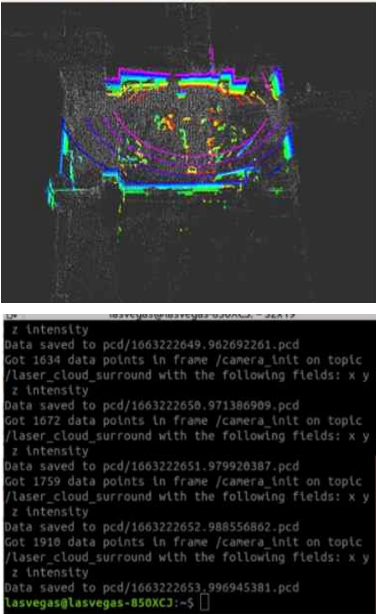 z intensity
Data saved to pcd/1663222649.962692261.pcd
Got 1634 data points in frame /camera_init on topic
/laser_cloud_surround with the following fields: x y
z intensity
Data saved to pcd/1663222650.971386909.pcd
Got 1672 data points in frame /camera_init on topic
/laser_cloud_surround with the following fields: x y
z intensity
Data saved to pcd/1663222651.979920387.pcd
Got 1759 data points in frame /camera_init on topic
/laser_cloud_surround with the following fields: x y
z intensity
Data saved to pcd/1663222652.988556862.pcd
Got 1910 data points in frame /camera_init on topic
/laser_cloud_surround with the following fields: x y
z intensity
Data saved to pcd/1663222653.996945381.pcd
lasvegas@lasvegas-850XCJ:~$